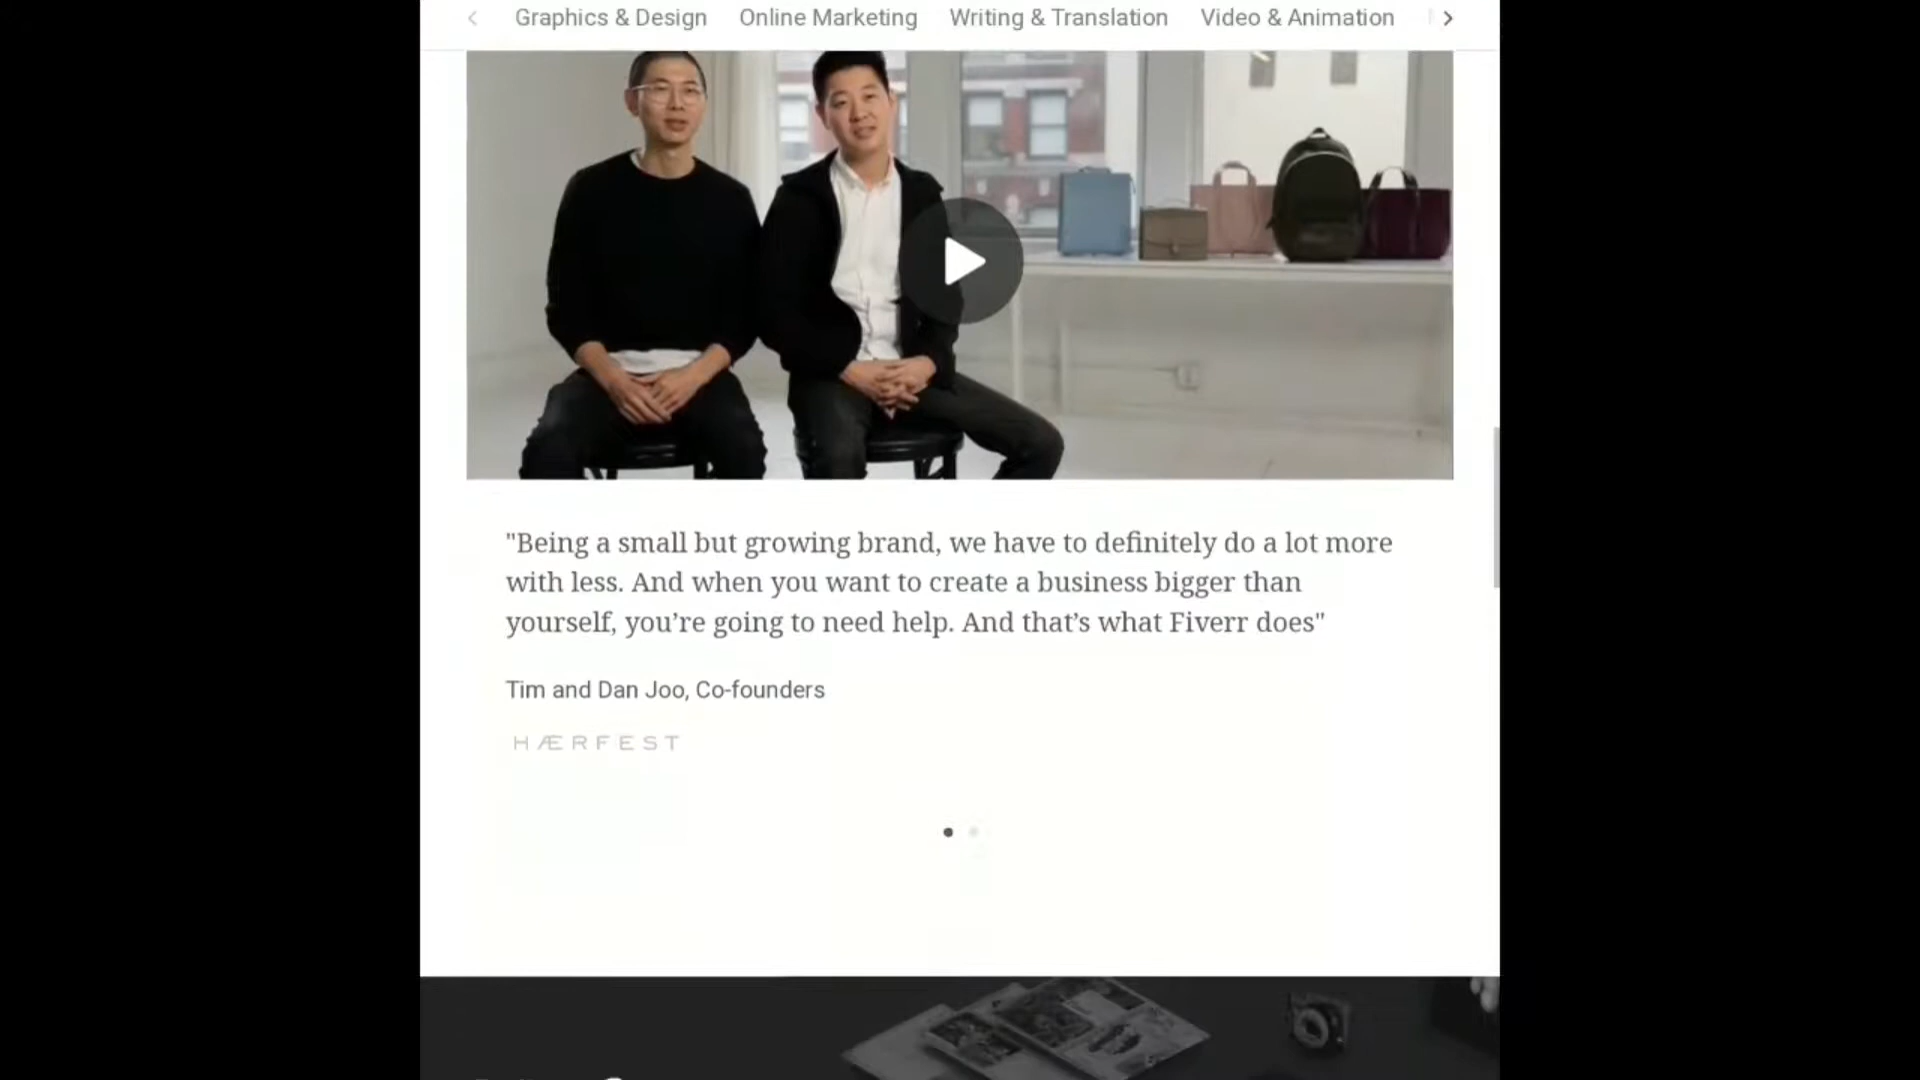 Graphics & Design Online Marketing Writing & Translation Video & Animation
"Being a small but growing brand, we have to definitely do a lot more
with less. And when you want to create a business bigger than
yourself, you’re going to need help. And that’s what Fiverr does"
Tim and Dan Joo, Co-founders
HÆRFEST